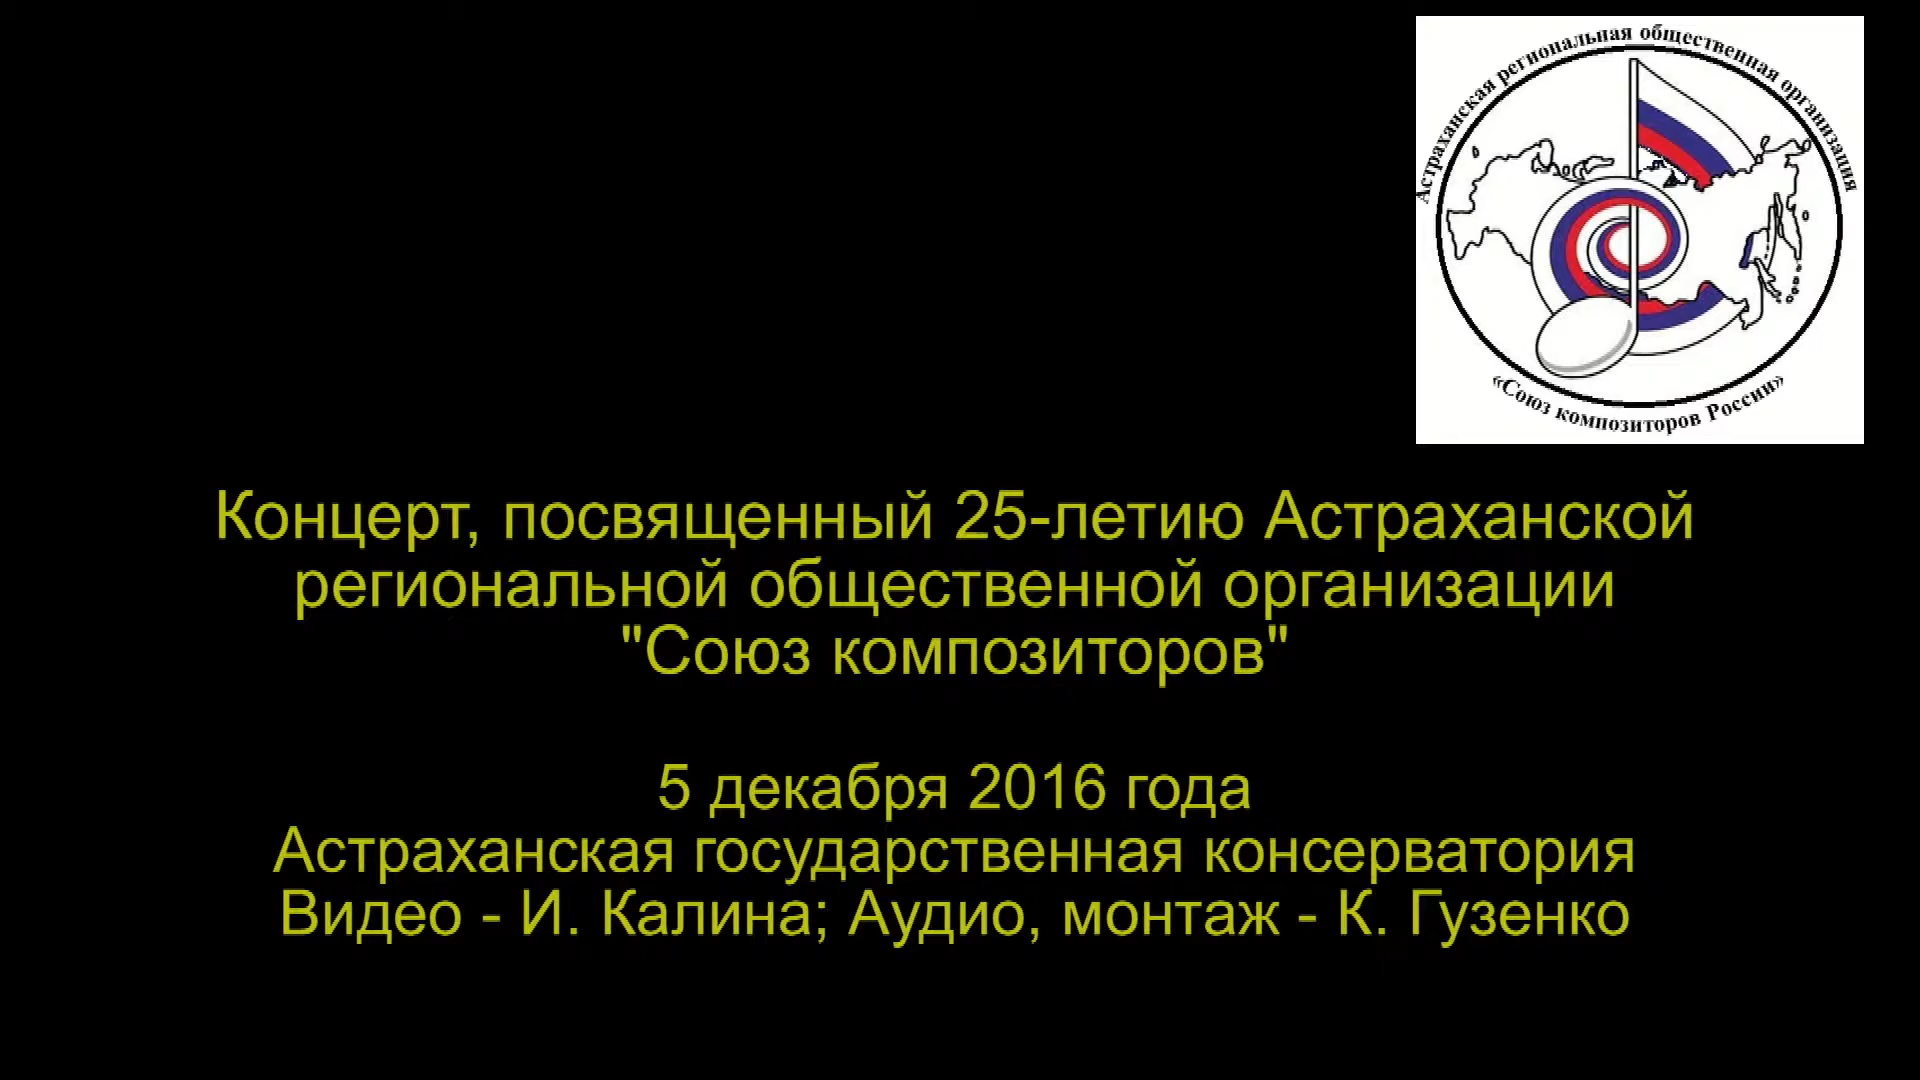 Астраханская региональная общественная организация
«Союз композиторов России»
Концерт, посвященный 25-летию Астраханской
региональной общественной организации
"Союз композиторов"
5 декабря 2016 года
Астраханская государственная консерватория
Видео - И. Калина; Аудио, монтаж - К. Гузенко